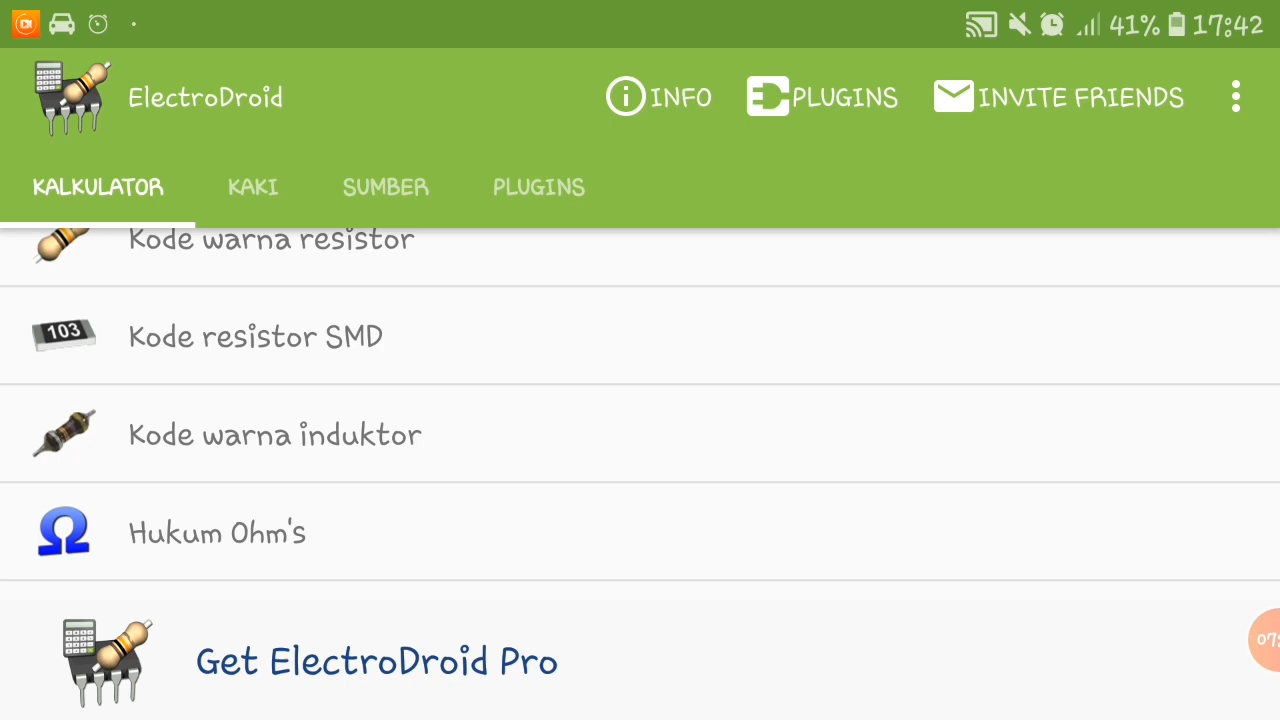 41% 17:42
ElectroDroid INFO PLUGINS INVITE FRIENDS
KALKULATOR KAKI SUMBER PLUGINS
Kode warna resistor
103 Kode resistor SMD
Kode warna induktor
Ω Hukum Ohm's
Get ElectroDroid Pro
07: